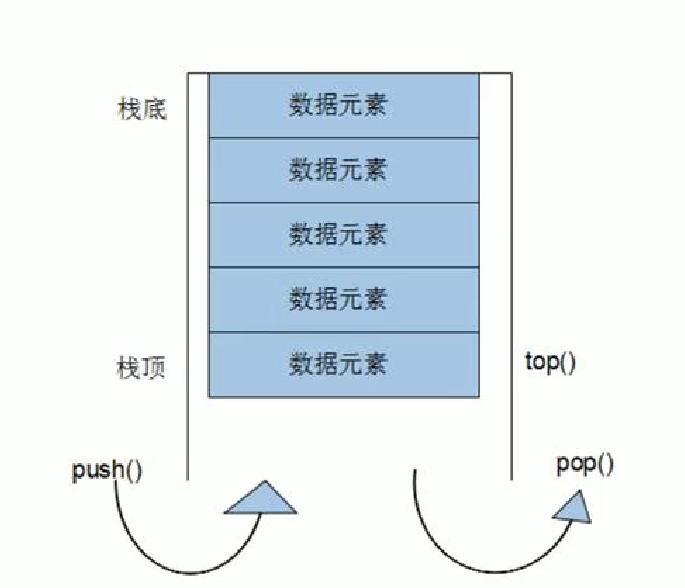 栈底
数据元素
数据元素
数据元素
数据元素
栈顶
数据元素
top()
push()
pop()